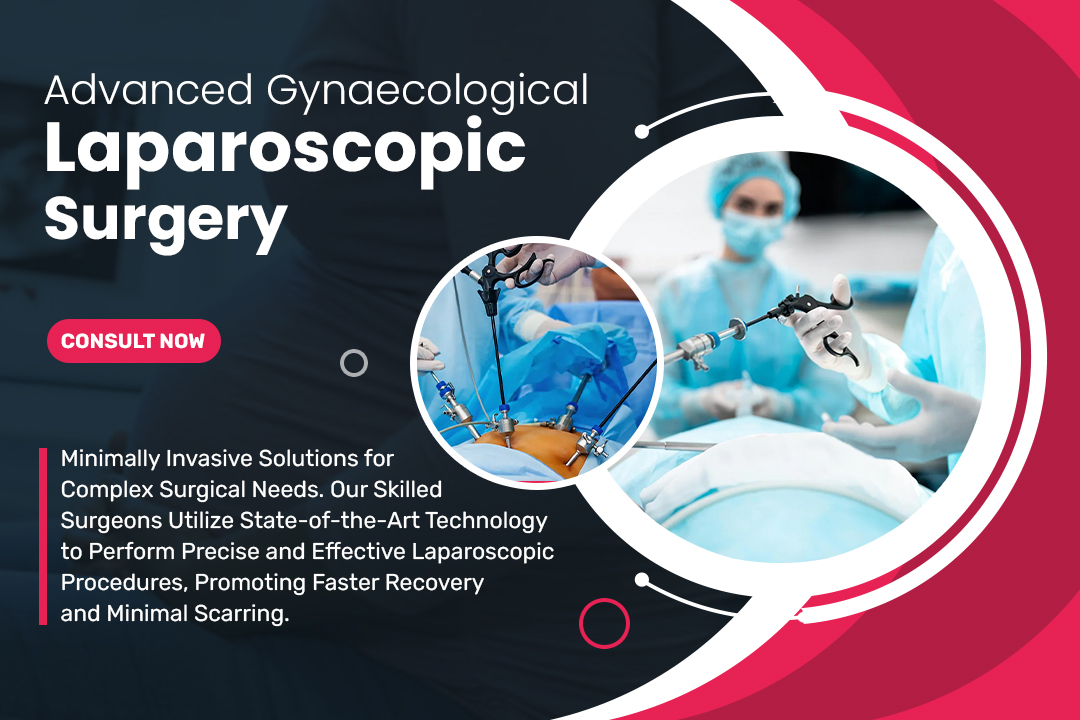 Advanced Gynaecological
Laparoscopic
Surgery
CONSULT NOW
Minimally Invasive Solutions for
Complex Surgical Needs. Our Skilled
Surgeons Utilize State-of-the-Art Technology
to Perform Precise and Effective Laparoscopic
Procedures, Promoting Faster Recovery
and Minimal Scarring.